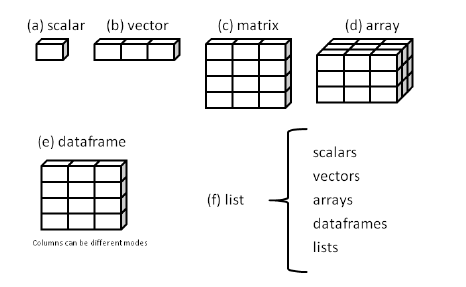 (a) scalar
(b) vector
(c) matrix
(d) array
(e) dataframe
Columns can be different modes
(f) list
scalars
vectors
arrays
dataframes
lists